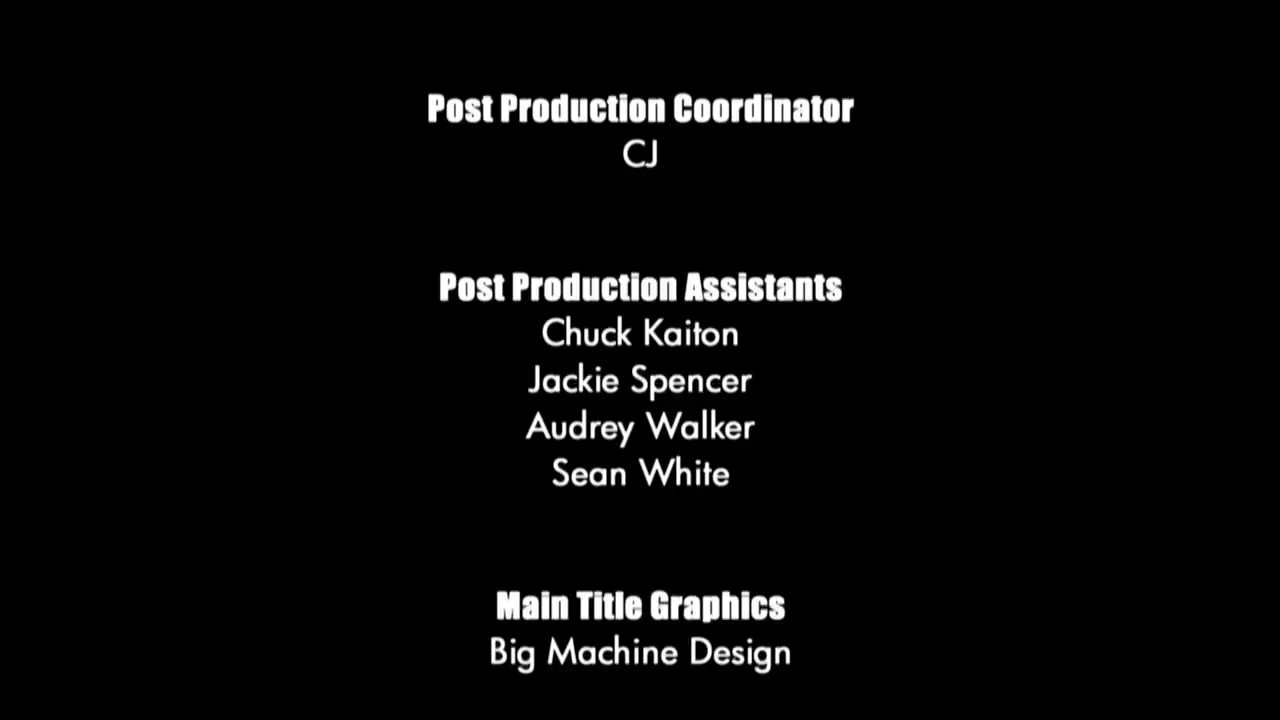 Post Production Coordinator
CJ
Post Production Assistants
Chuck Kaiton
Jackie Spencer
Audrey Walker
Sean White
Main Title Graphics
Big Machine Design